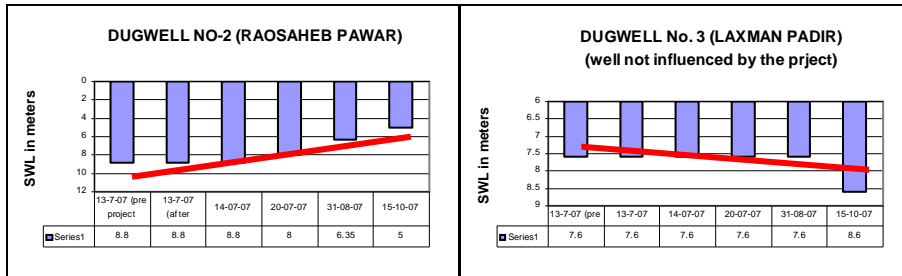 DUGWELL NO-2 (RAOSAHEB PAWAR)
SWL in meters
0
2
4
6
8
10
12
13-7-07 (pre project
13-7-07 (after
14-07-07
20-07-07
31-08-07
15-10-07
Series1 8.8 8.8 8.8 8 6.35 5
DUGWELL No. 3 (LAXMAN PADIR)
(well not influenced by the prject)
SWL in meters
6
6.5
7
7.5
8
8.5
9
13-7-07 (pre
13-7-07
14-07-07
20-07-07
31-08-07
15-10-07
Series1 7.6 7.6 7.6 7.6 7.6 8.6